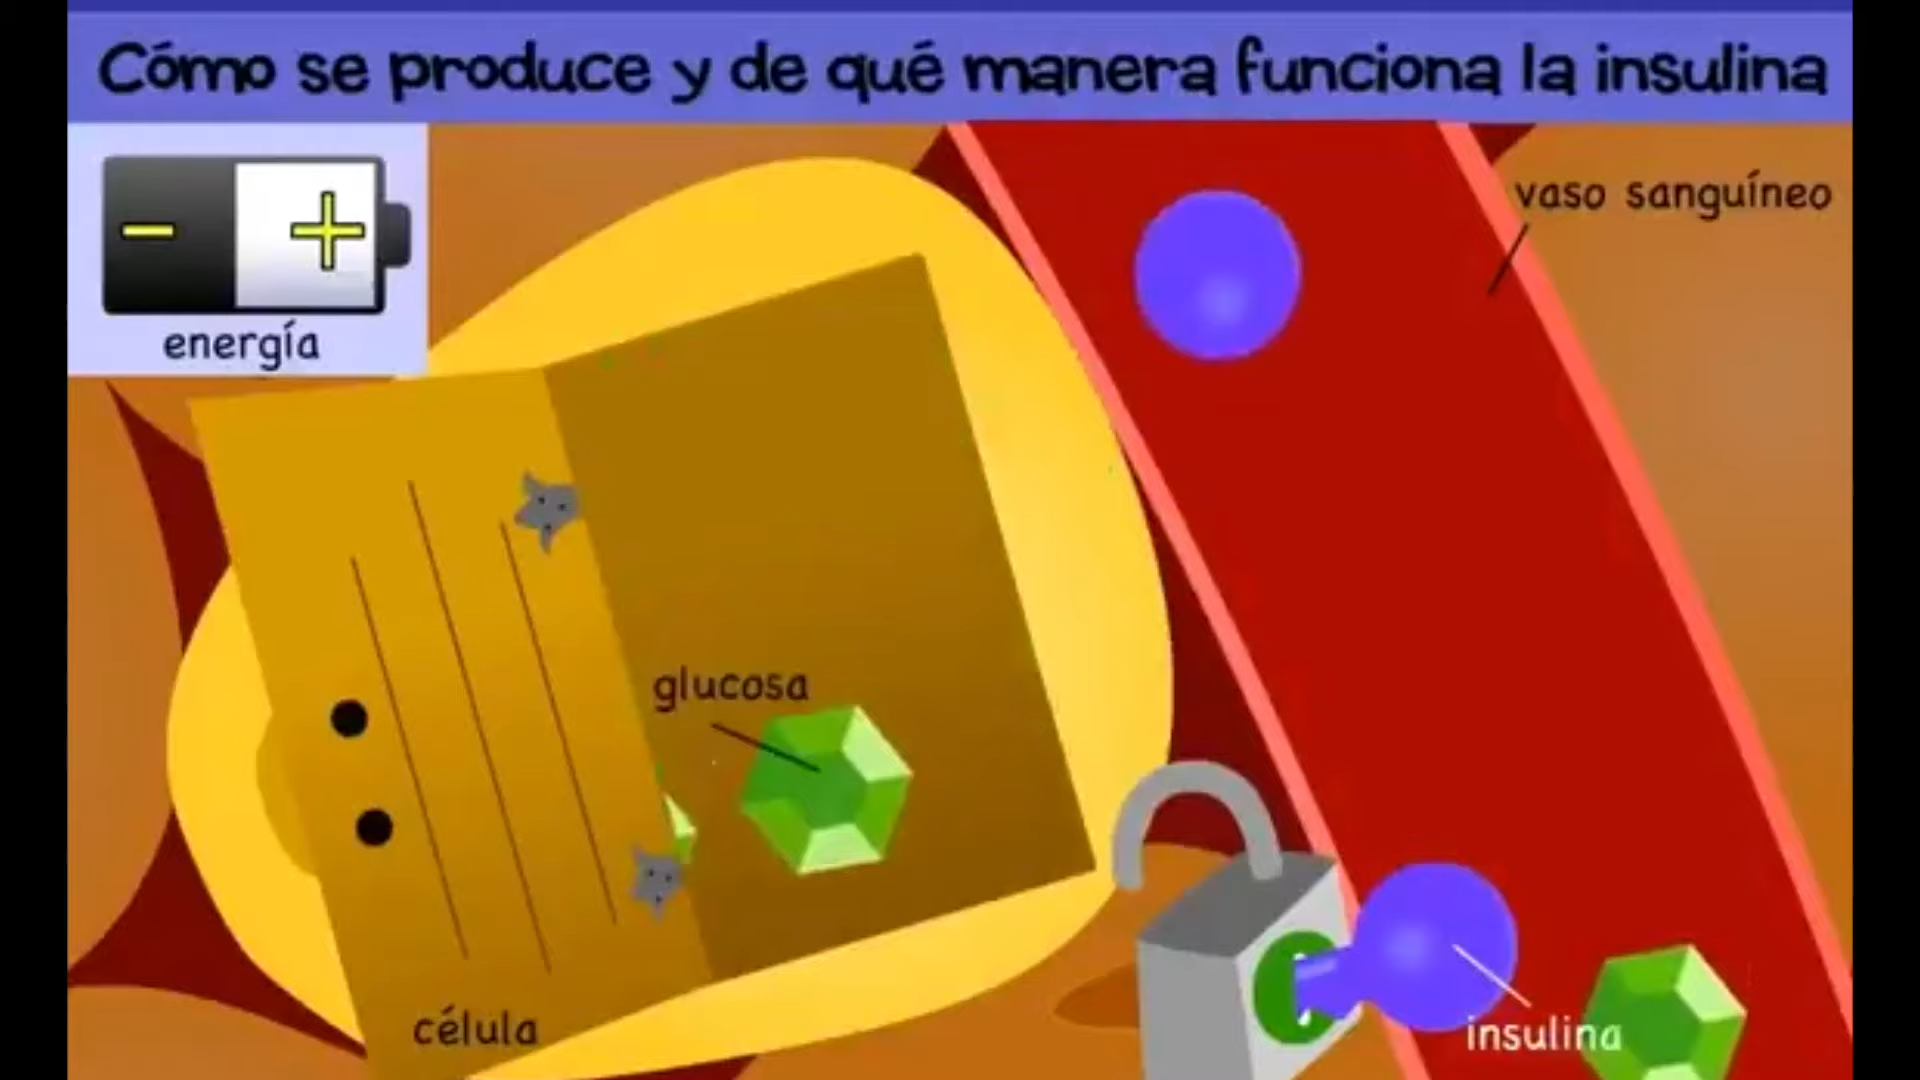 Cómo se produce y de qué manera funciona la insulina
energía
vaso sanguíneo
glucosa
célula
insulina